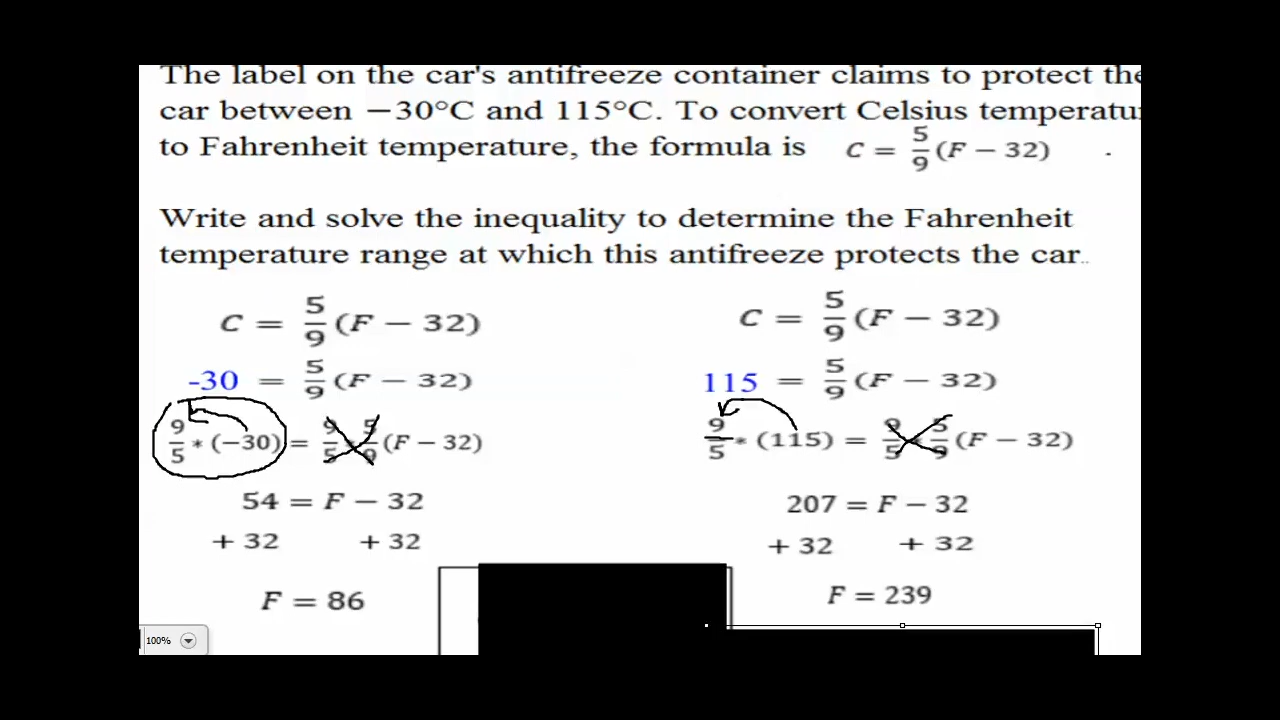 The label on the car's antifreeze container claims to protect the
car between −30°C and 115°C. To convert Celsius
to Fahrenheit temperature, the formula is C = 5/9 (F − 32) .
Write and solve the inequality to determine the Fahrenheit
temperature range at which this antifreeze protects the car..
C = 5/9 (F − 32)
-30 = 5/9 (F − 32)
9/5 * (−30) = 9/5 * 5/9 (F − 32)
54 = F − 32
+ 32 + 32
F = 86
C = 5/9 (F − 32)
115 = 5/9 (F − 32)
9/5 * (115) = 9/5 * 5/9 (F − 32)
207 = F − 32
+ 32 + 32
F = 239
100%